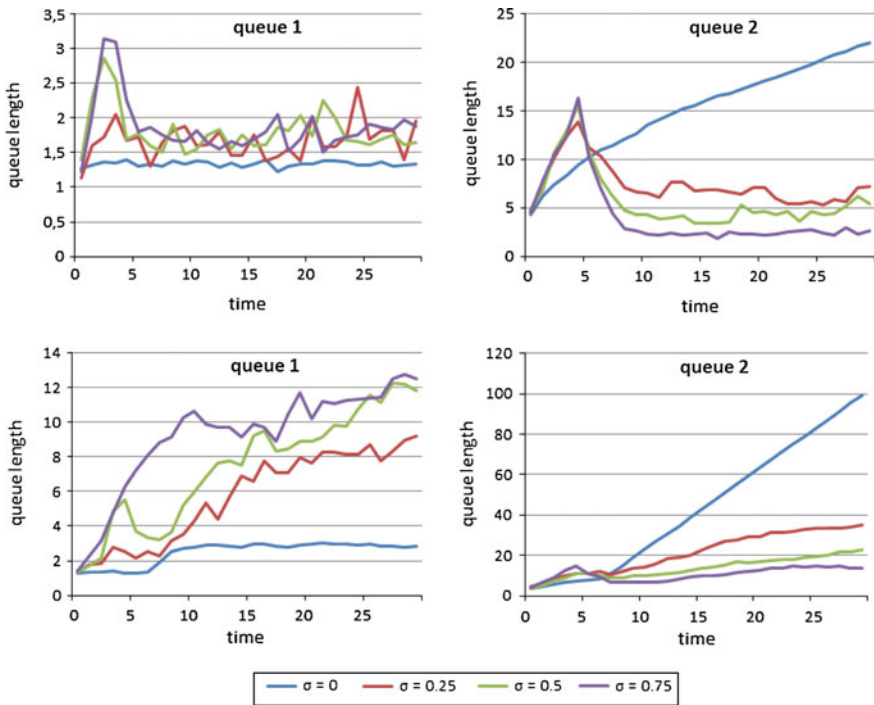 queue 1
queue length
3,5
3
2,5
2
1,5
1
0,5
0
0 5 10 15 20 25
time
queue 2
queue length
25
20
15
10
5
0
0 5 10 15 20 25
time
queue 1
queue length
14
12
10
8
6
4
2
0
0 5 10 15 20 25
time
queue 2
queue length
120
100
80
60
40
20
0
0 5 10 15 20 25
time
σ = 0 σ = 0.25 σ = 0.5 σ = 0.75